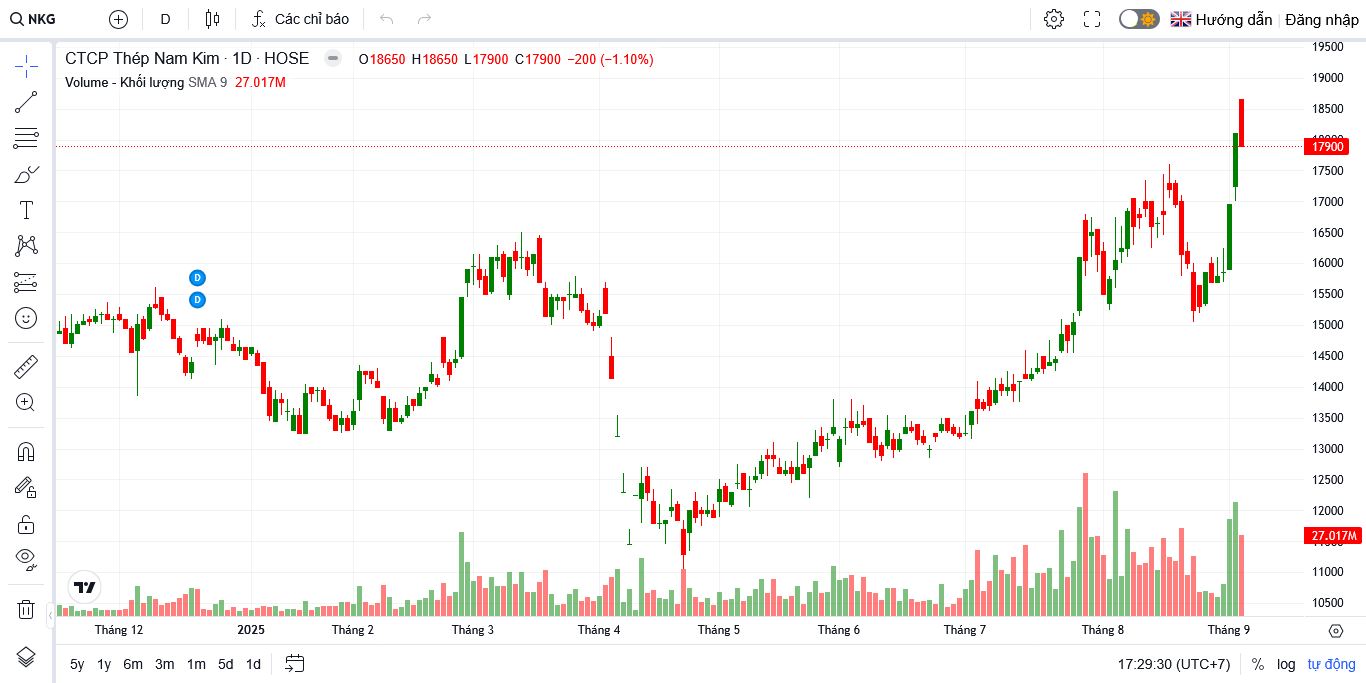 NKG D Các chỉ báo Hướng dẫn Đăng nhập
CTCP Thép Nam Kim · 1D · HOSE O18650 H18650 L17900 C17900 −200 (−1.10%)
Volume - Khối lượng SMA 9 27.017M
19500
19000
18500
17900
17500
17000
16500
16000
15500
15000
14500
14000
13500
13000
12500
12000
27.017M
11000
10500
D
D
Tháng 12 2025 Tháng 2 Tháng 3 Tháng 4 Tháng 5 Tháng 6 Tháng 7 Tháng 8 Tháng 9
5y 1y 6m 3m 1m 5d 1d 17:29:30 (UTC+7) % log tự động